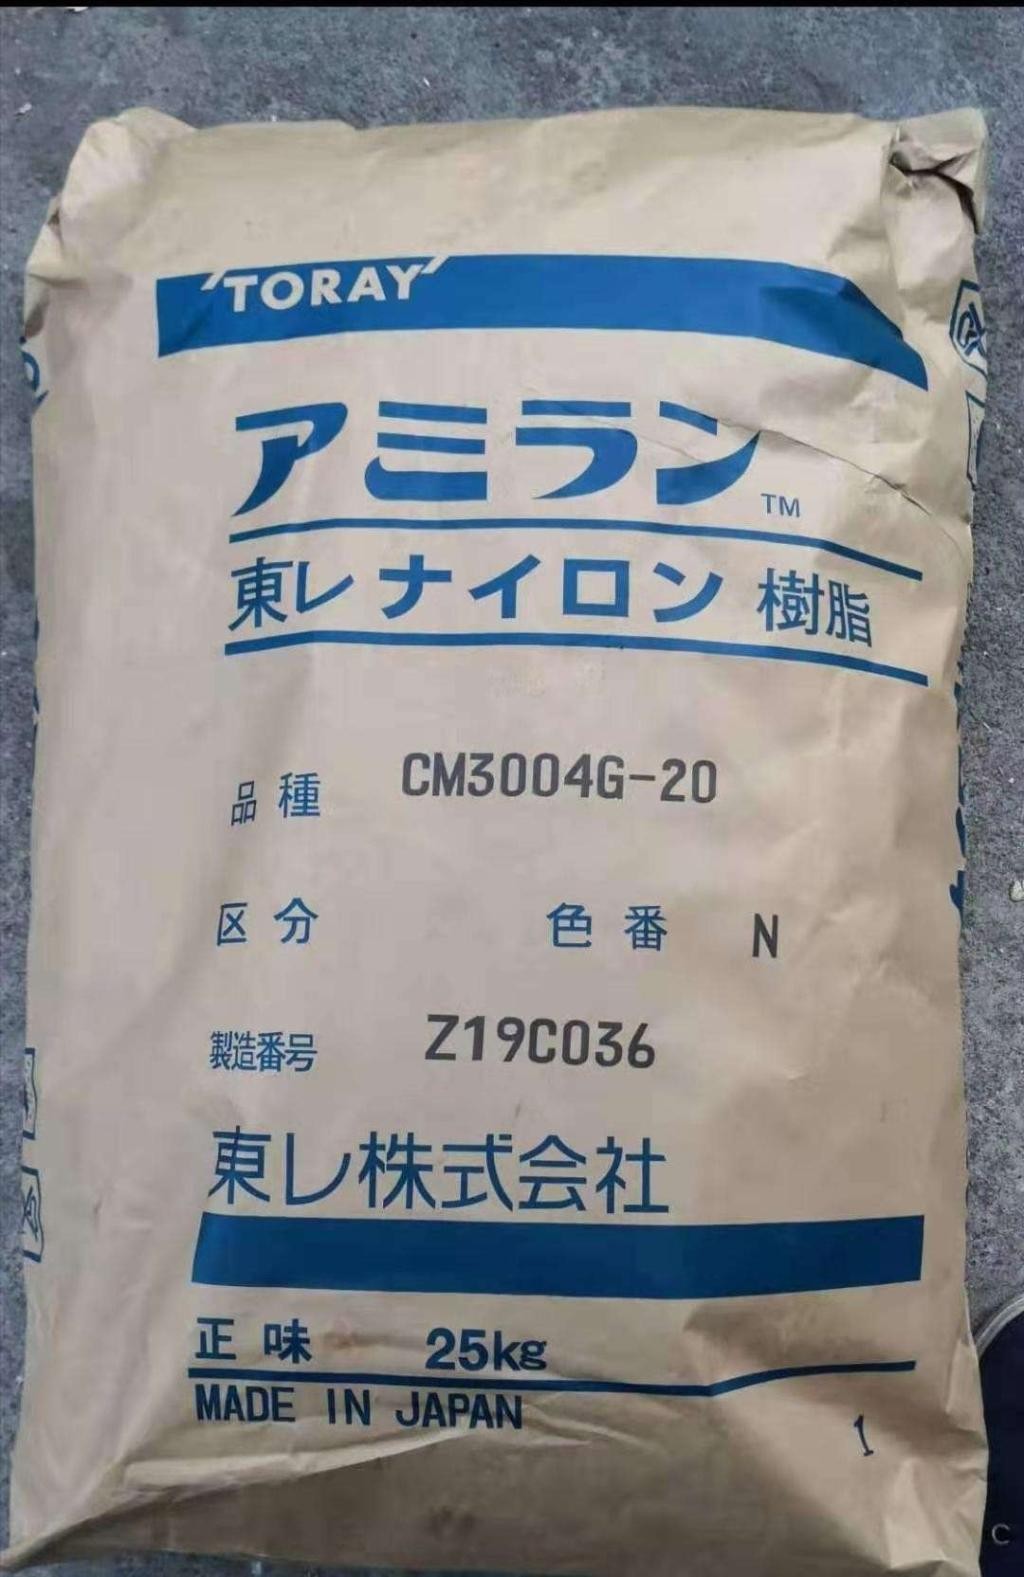 TORAY
アミラン™
東レナイロン樹脂
品種 CM3004G-20
区分 色番 N
製造番号 Z19C036
東レ株式会社
正味 25kg
MADE IN JAPAN
1